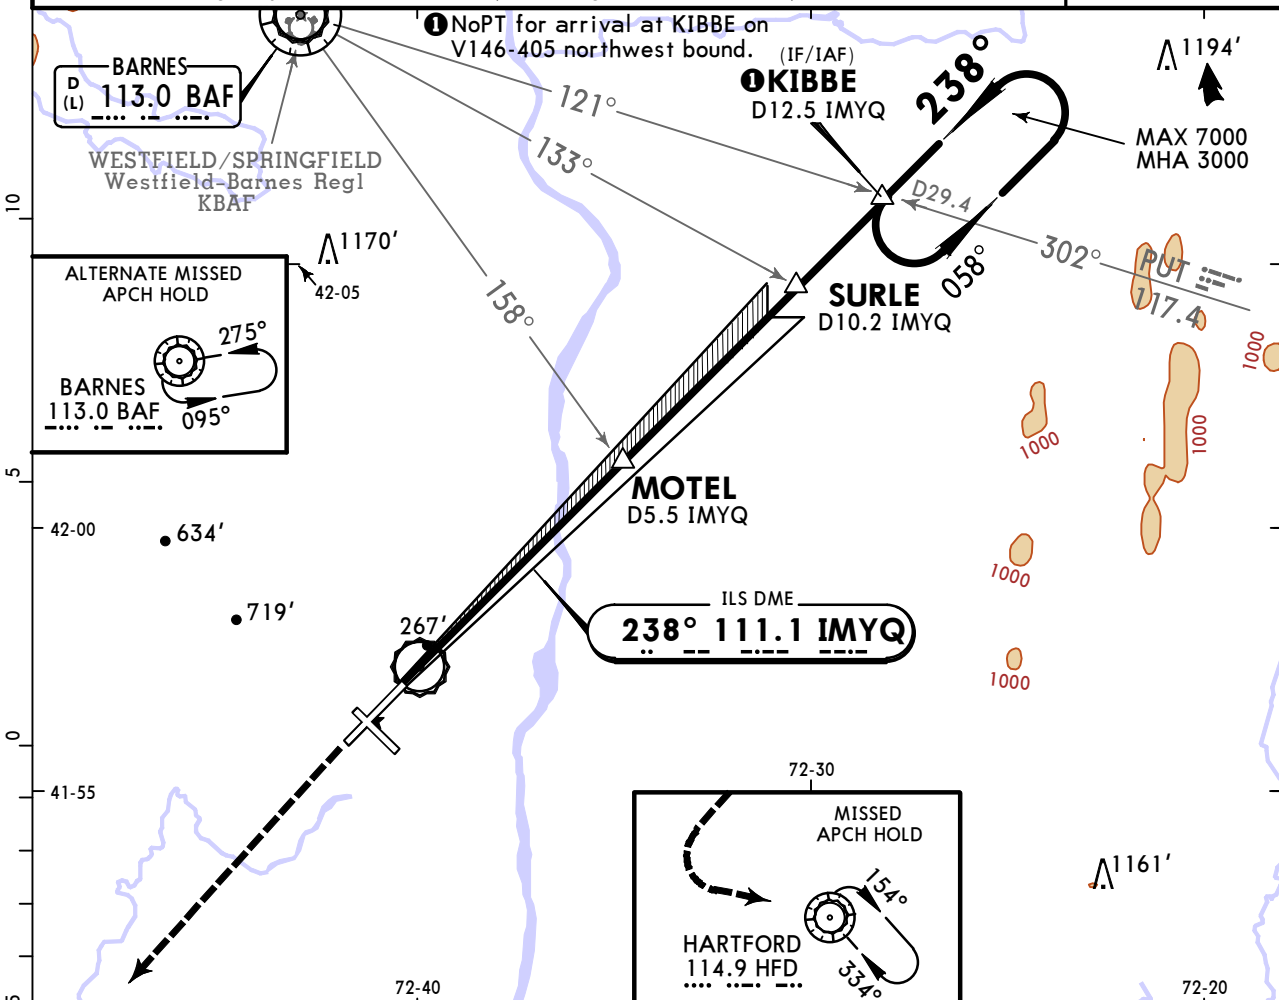 ❶NoPT for arrival at KIBBE on
V146-405 northwest bound.
BARNES
D
(L) 113.0 BAF
WESTFIELD/SPRINGFIELD
Westfield-Barnes Regl
KBAF
(IF/IAF)
❶KIBBE
D12.5 IMYQ
238°
1194'
MAX 7000
MHA 3000
121°
133°
158°
D29.4
302°
058°
PUT
117.4
10
1170'
42-05
ALTERNATE MISSED
APCH HOLD
275°
BARNES
113.0 BAF
095°
SURLE
D10.2 IMYQ
1000
1000
1000
5
MOTEL
D5.5 IMYQ
42-00
634'
1000
719'
267'
ILS DME
238° 111.1 IMYQ
1000
0
72-30
41-55
MISSED
APCH HOLD
154°
HARTFORD
114.9 HFD
334°
1161'
72-40
72-20